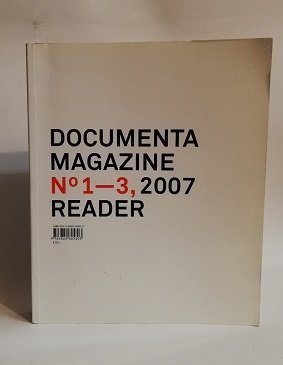 DOCUMENTA
MAGAZINE
Nº 1—3, 2007
READER